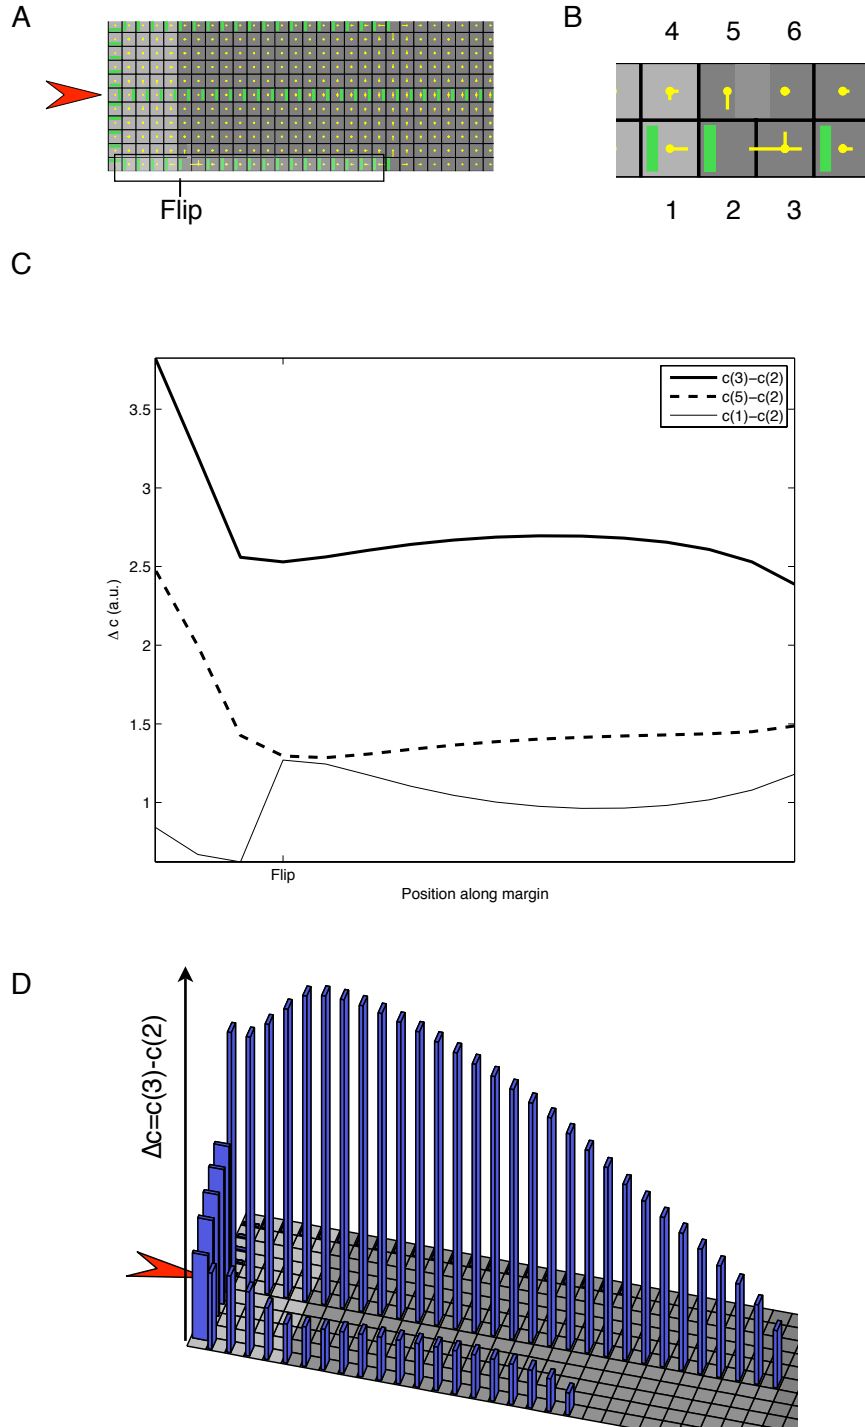 A
B
4 5 6
Flip
1 2 3
C
c(3)−c(2)
c(5)−c(2)
c(1)−c(2)
3.5
3
2.5
2
1.5
1
Δ c (a.u.)
Flip
Position along margin
D
Δc=c(3)-c(2)